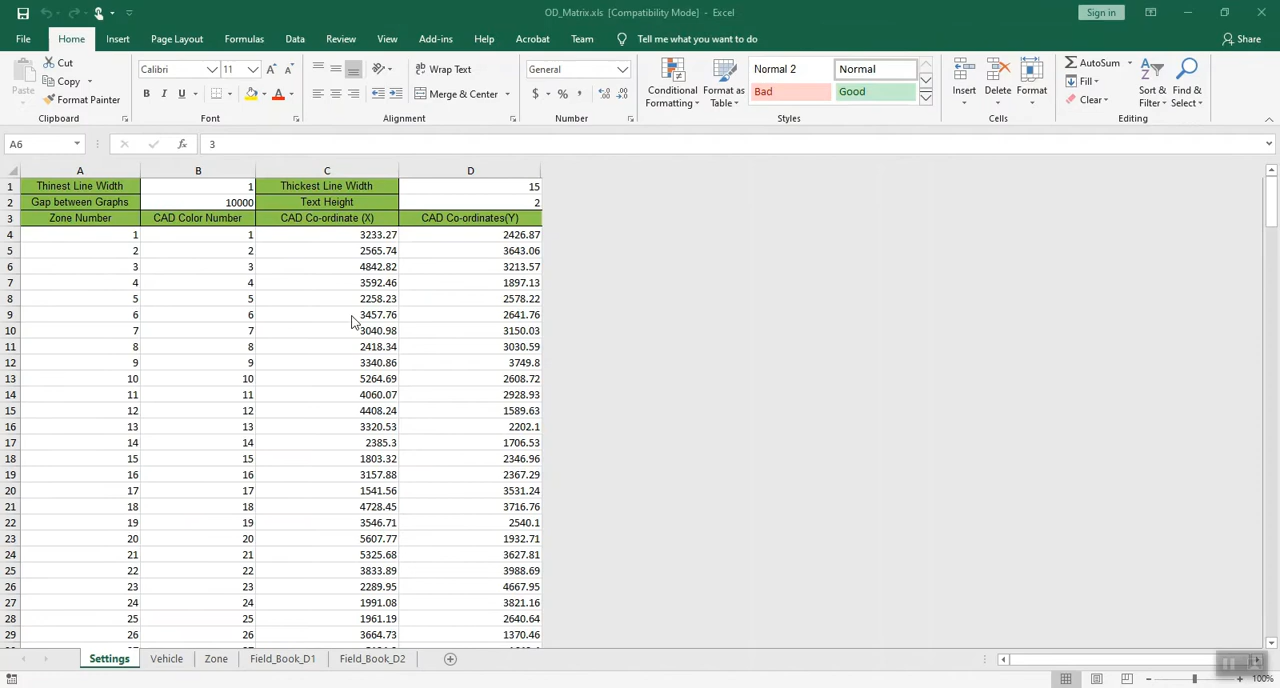 OD_Matrix.xls [Compatibility Mode] - Excel
Sign in
File Home Insert Page Layout Formulas Data Review View Add-ins Help Acrobat Team Tell me what you want to do Share
Paste
Cut
Copy
Format Painter
Clipboard
Calibri 11
B I U
Font
Wrap Text
Merge & Center
Alignment
General
$ % ,
Number
Conditional Formatting
Format as Table
Normal 2 Normal
Bad Good
Styles
Insert Delete Format
Cells
AutoSum
Fill
Clear
Sort & Filter
Find & Select
Editing
A6 fx 3
A B C D
1 Thinest Line Width 1 Thickest Line Width 15
2 Gap between Graphs 10000 Text Height 2
3 Zone Number CAD Color Number CAD Co-ordinate (X) CAD Co-ordinates(Y)
4 1 1 3233.27 2426.87
5 2 2 2565.74 3643.06
6 3 3 4842.82 3213.57
7 4 4 3592.46 1897.13
8 5 5 2258.23 2578.22
9 6 6 3457.76 2641.76
10 7 7 3040.98 3150.03
11 8 8 2418.34 3030.59
12 9 9 3340.86 3749.8
13 10 10 5264.69 2608.72
14 11 11 4060.07 2928.93
15 12 12 4408.24 1589.63
16 13 13 3320.53 2202.1
17 14 14 2385.3 1706.53
18 15 15 1803.32 2346.96
19 16 16 3157.88 2367.29
20 17 17 1541.56 3531.24
21 18 18 4728.45 3716.76
22 19 19 3546.71 2540.1
23 20 20 5607.77 1932.71
24 21 21 5325.68 3627.81
25 22 22 3833.89 3988.69
26 23 23 2289.95 4667.95
27 24 24 1991.08 3821.16
28 25 25 1961.19 2640.64
29 26 26 3664.73 1370.46
Settings Vehicle Zone Field_Book_D1 Field_Book_D2
100%